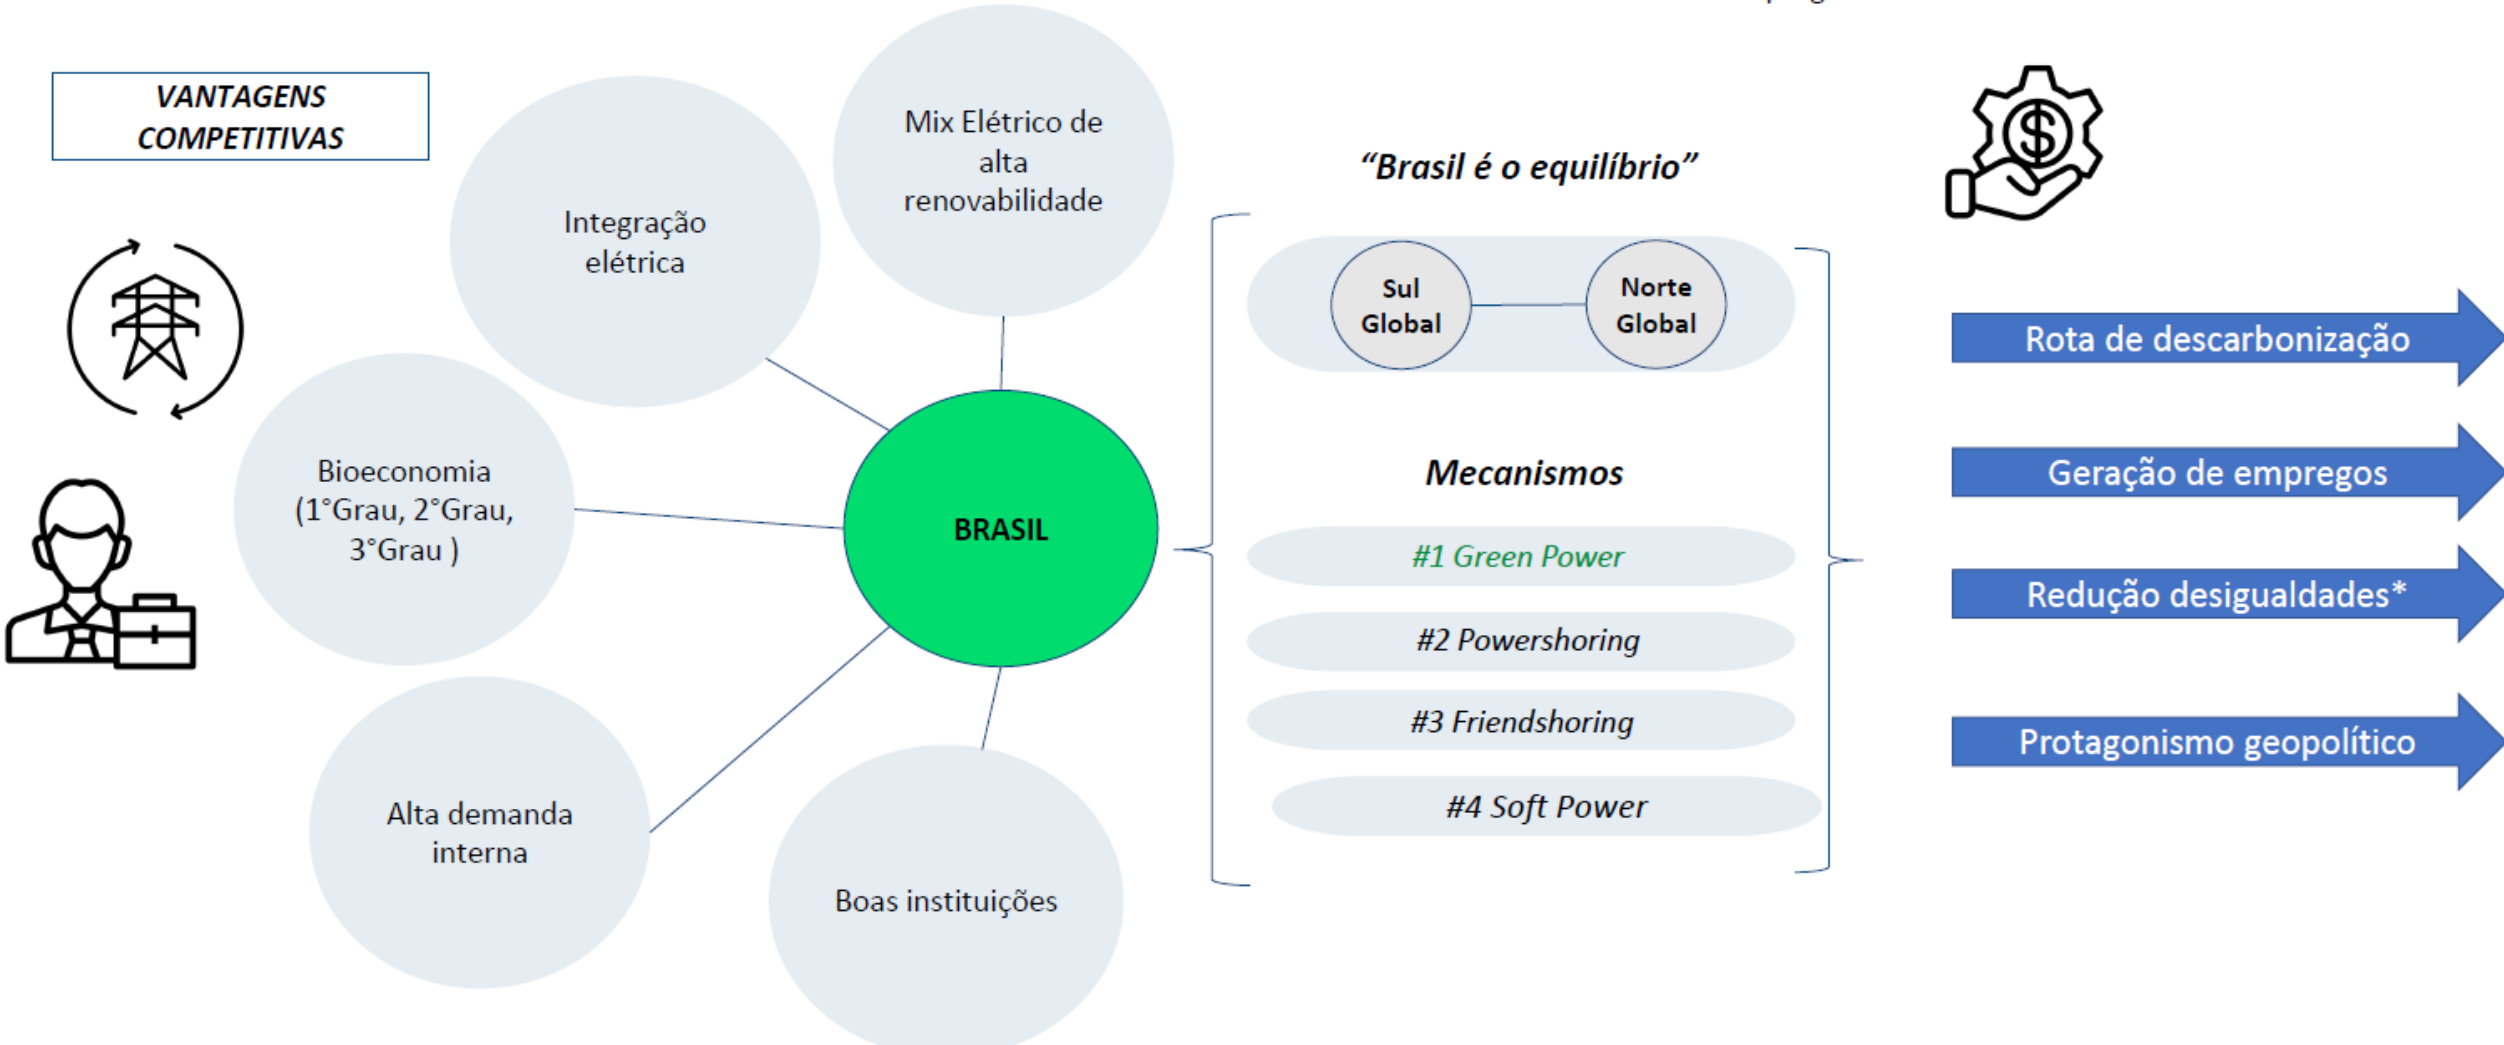 VANTAGENS
COMPETITIVAS
Mix Elétrico de
alta
renovabilidade
Integração
elétrica
Bioeconomia
(1°Grau, 2°Grau,
3°Grau )
BRASIL
Alta demanda
interna
Boas instituições
“Brasil é o equilíbrio”
Sul
Global
Norte
Global
Mecanismos
#1 Green Power
#2 Powershoring
#3 Friendshoring
#4 Soft Power
$
Rota de descarbonização
Geração de empregos
Redução desigualdades*
Protagonismo geopolítico